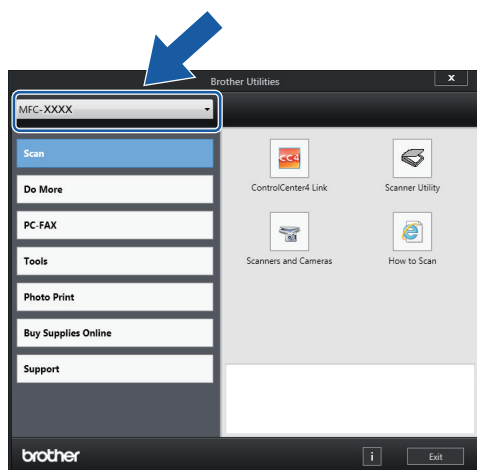 Brother Utilities
x
MFC-XXXX
Scan
Do More
PC-FAX
Tools
Photo Print
Buy Supplies Online
Support
CC4
ControlCenter4 Link
Scanner Utility
Scanners and Cameras
How to Scan
brother
i
Exit